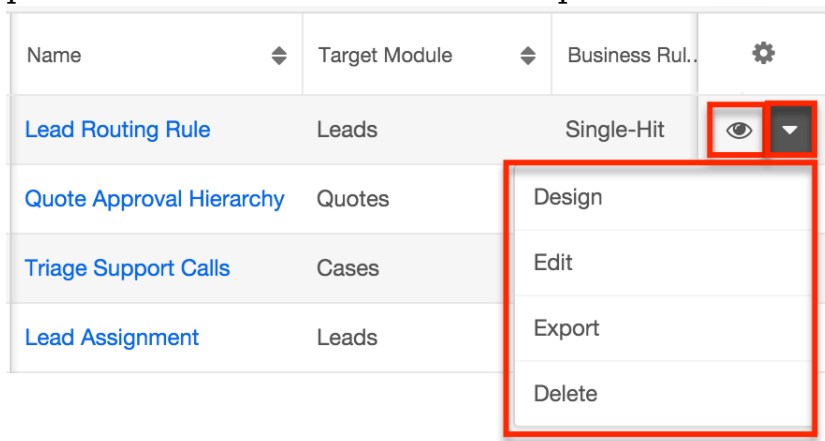 Name Target Module Business Rul..
Lead Routing Rule Leads Single-Hit
Quote Approval Hierarchy Quotes
Design
Triage Support Calls Cases
Edit
Lead Assignment Leads
Export
Delete